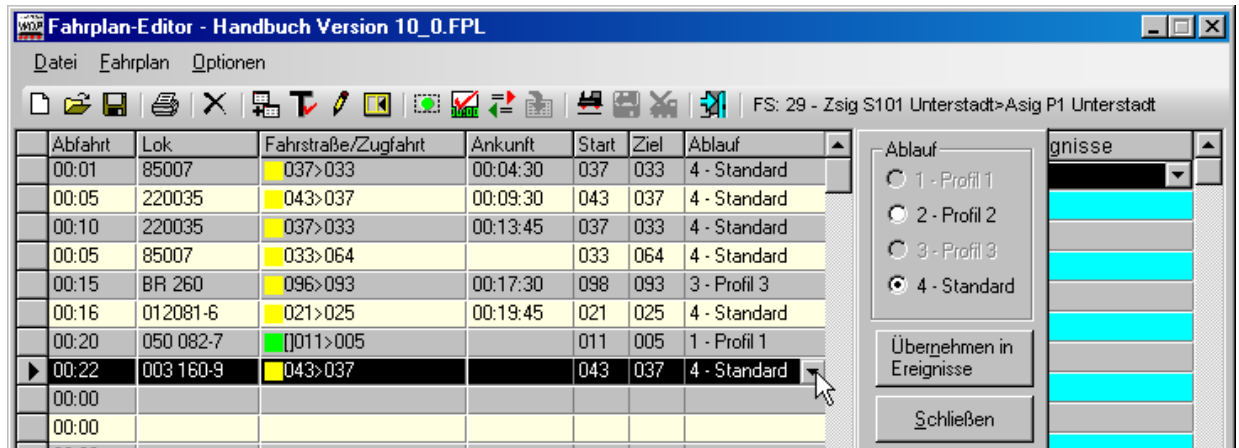 Fahrplan-Editor - Handbuch Version 10_0.FPL
Datei Fahrplan Optionen
FS: 29 - Zsig S101 Unterstadt>Asig P1 Unterstadt
Abfahrt Lok Fahrstraße/Zugfahrt Ankunft Start Ziel Ablauf
00:01 85007 037>033 00:04:30 037 033 4 - Standard
00:05 220035 043>037 00:09:30 043 037 4 - Standard
00:10 220035 037>033 00:13:45 037 033 4 - Standard
00:05 85007 033>064 033 064 4 - Standard
00:15 BR 260 096>093 00:17:30 098 093 3 - Profil 3
00:16 012081-6 021>025 00:19:45 021 025 4 - Standard
00:20 050 082-7 []011>005 011 005 1 - Profil 1
00:22 003 160-9 043>037 043 037 4 - Standard
00:00
00:00
Ablauf
1 - Profil 1
2 - Profil 2
3 - Profil 3
4 - Standard
Übernehmen in
Ereignisse
Schließen
gnisse